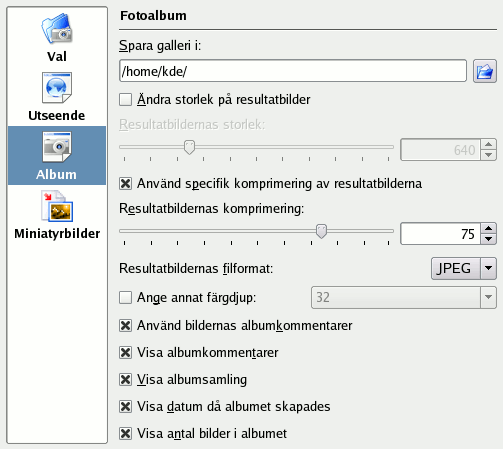 Val
Utseende
Album
Miniatyrbilder
Fotoalbum
Spara galleri i:
/home/kde/
Ändra storlek på resultatbilder
Resultatbildernas storlek:
640
Använd specifik komprimering av resultatbilderna
Resultatbildernas komprimering:
75
Resultatbildernas filformat:
JPEG
Ange annat färgdjup:
32
Använd bildernas albumkommentarer
Visa albumkommentarer
Visa albumsamling
Visa datum då albumet skapades
Visa antal bilder i albumet